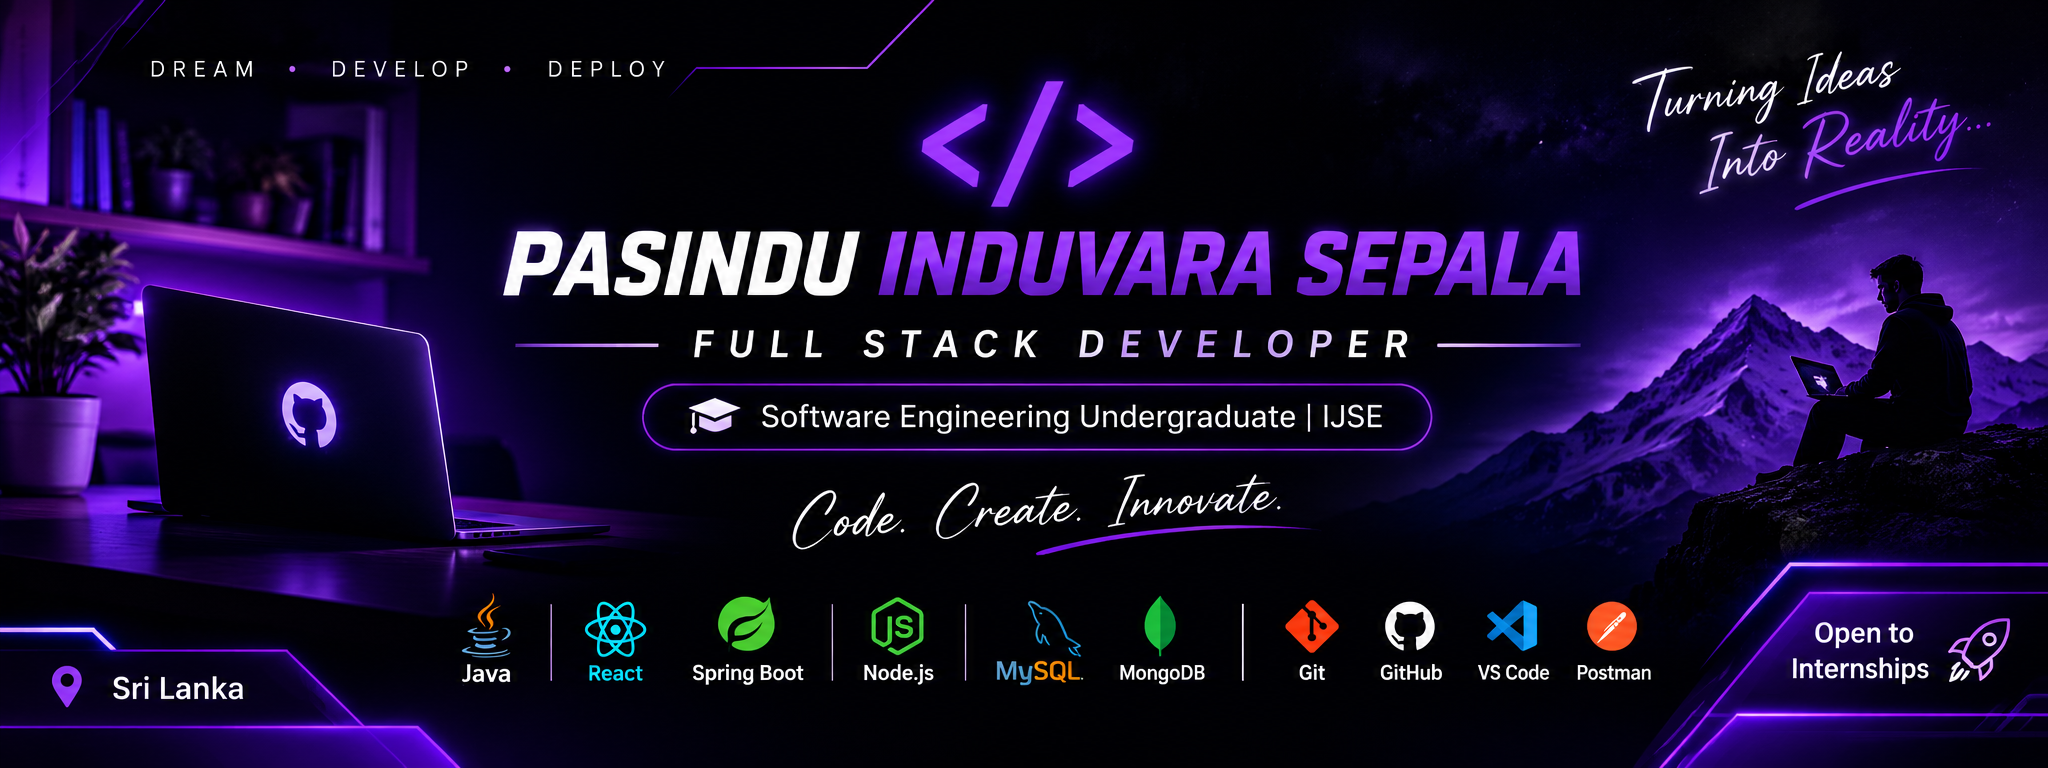 DREAM • DEVELOP • DEPLOY
Turning Ideas
Into Reality...
</>
PASINDU INDUVARA SEPALA
FULL STACK DEVELOPER
Software Engineering Undergraduate | IJSE
Code. Create. Innovate.
Java
React
Spring Boot
JS
Node.js
MySQL
MongoDB
Git
GitHub
VS Code
Postman
Sri Lanka
Open to
Internships